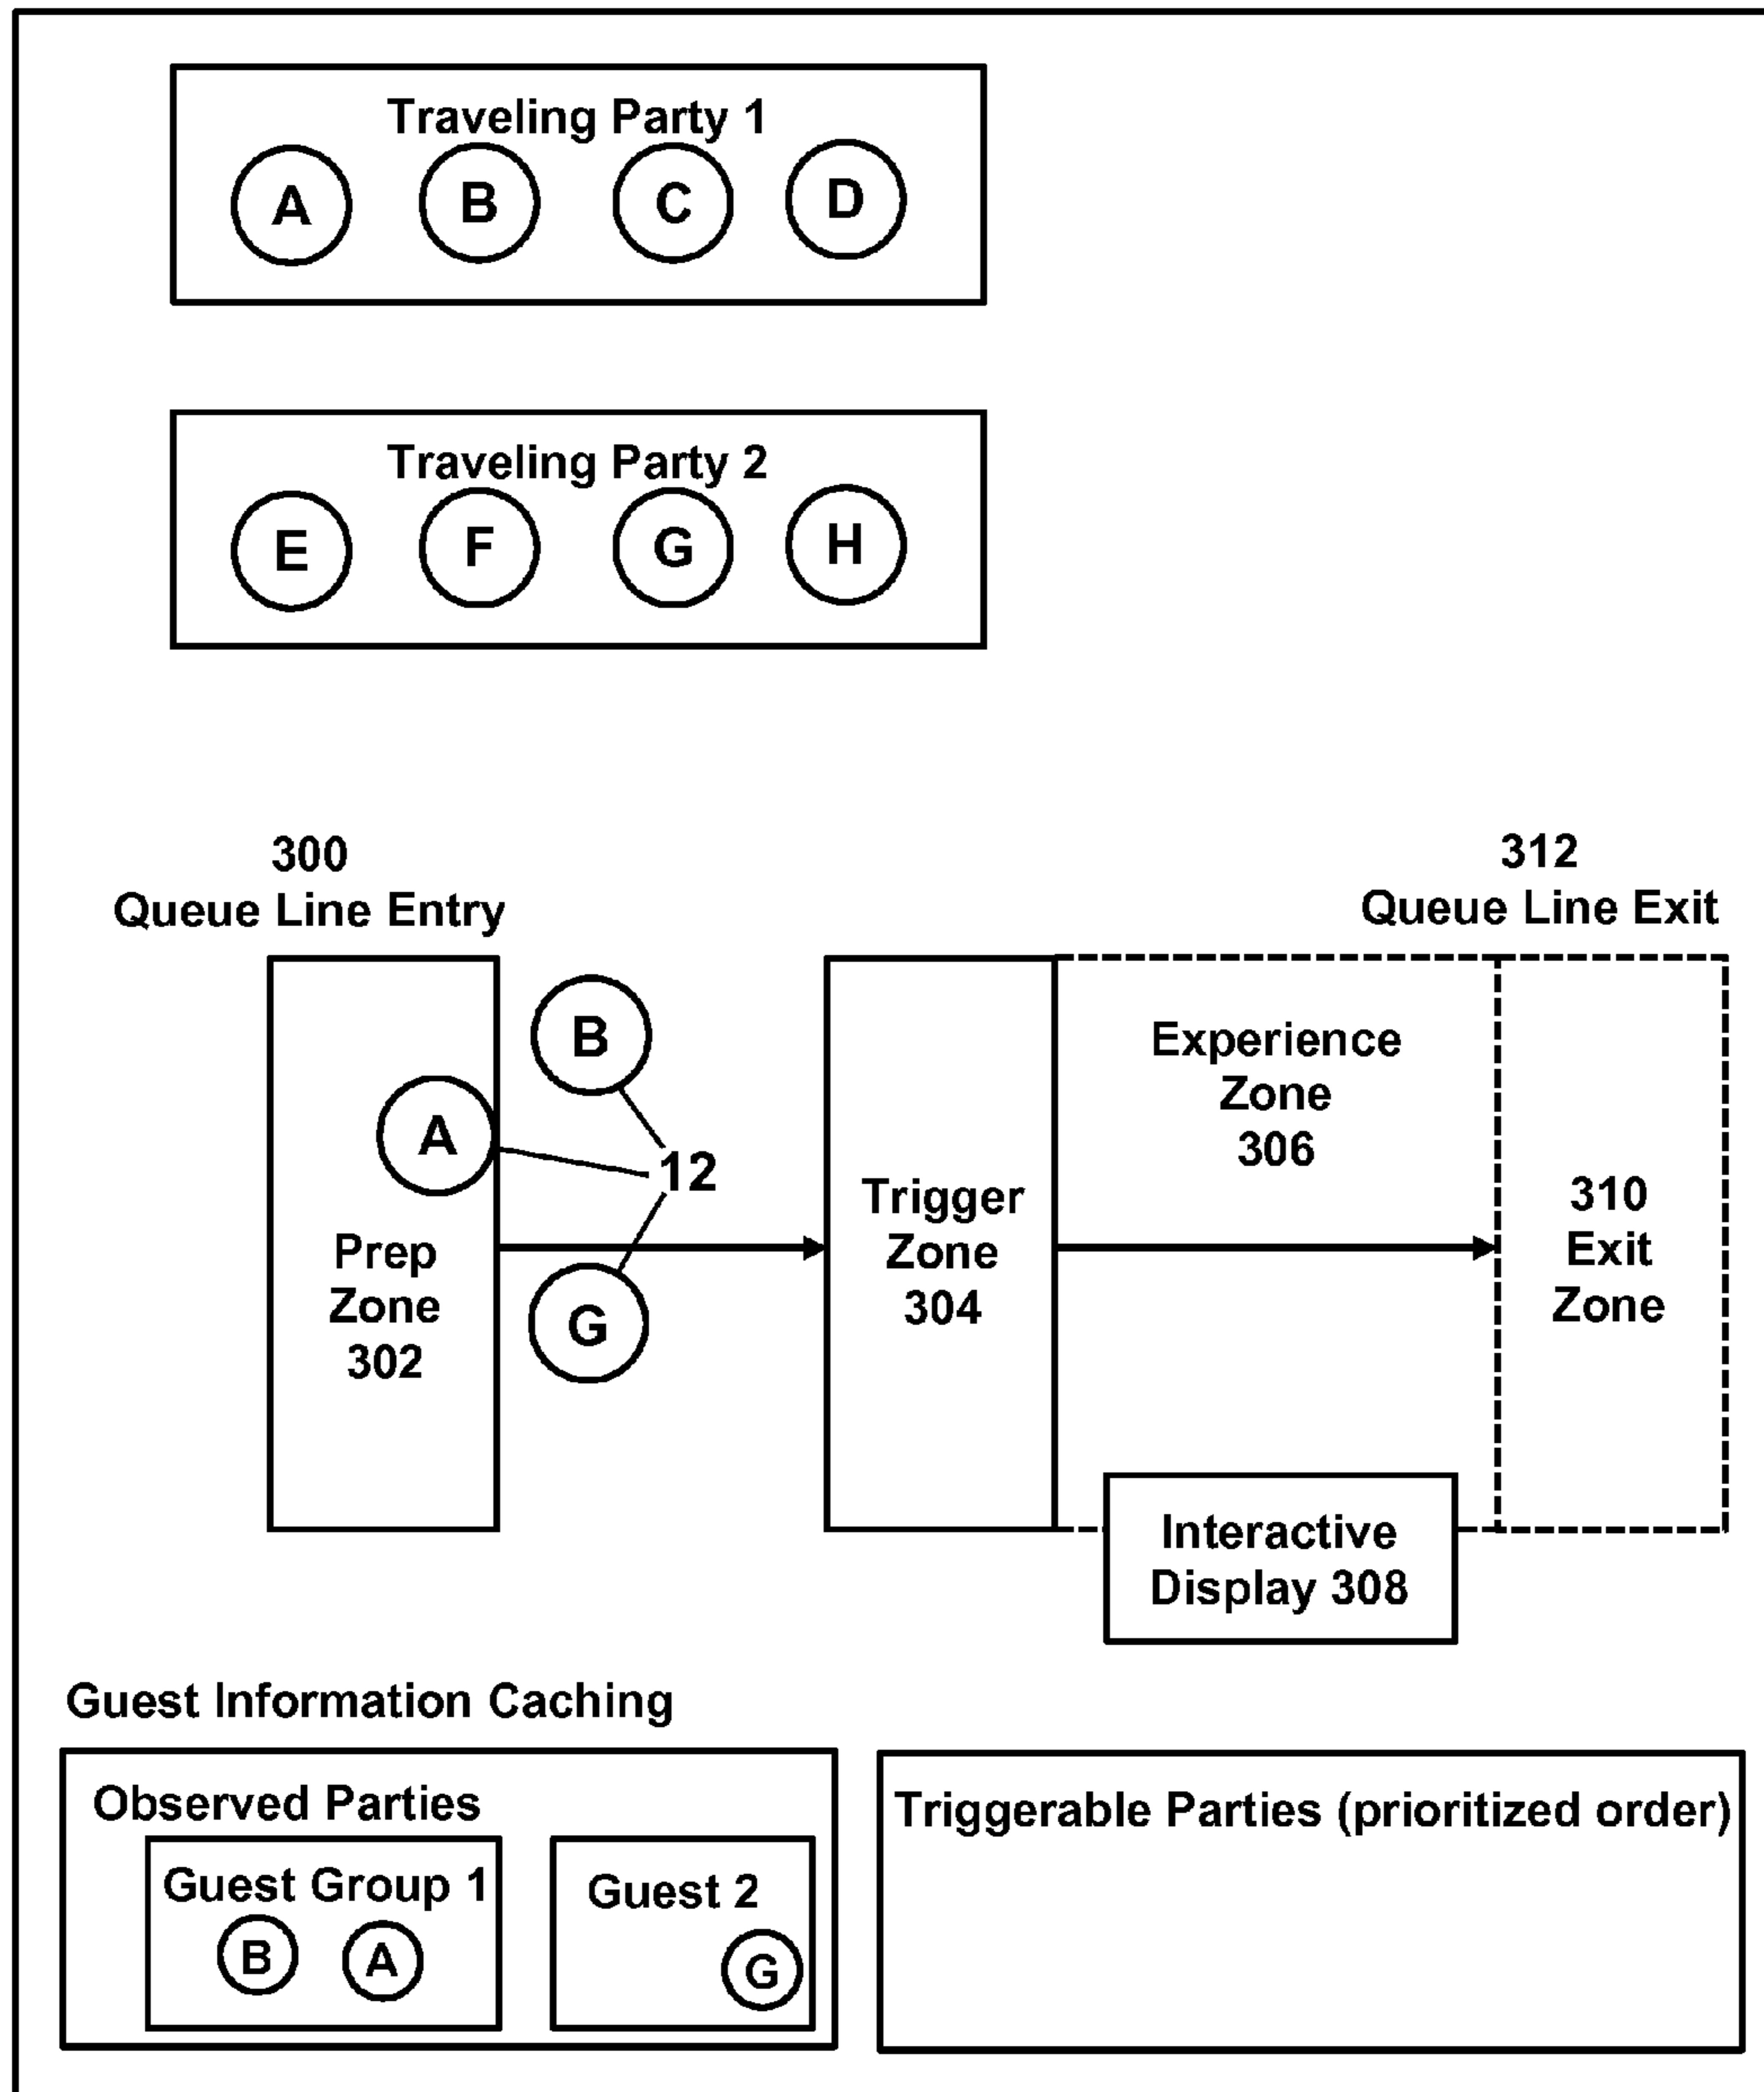 Traveling Party 1
A B C D
Traveling Party 2
E F G H
300
Queue Line Entry
312
Queue Line Exit
B
A
12
G
Prep
Zone
302
Trigger
Zone
304
Experience
Zone
306
310
Exit
Zone
Interactive
Display 308
Guest Information Caching
Observed Parties
Guest Group 1
B A
Guest 2
G
Triggerable Parties (prioritized order)